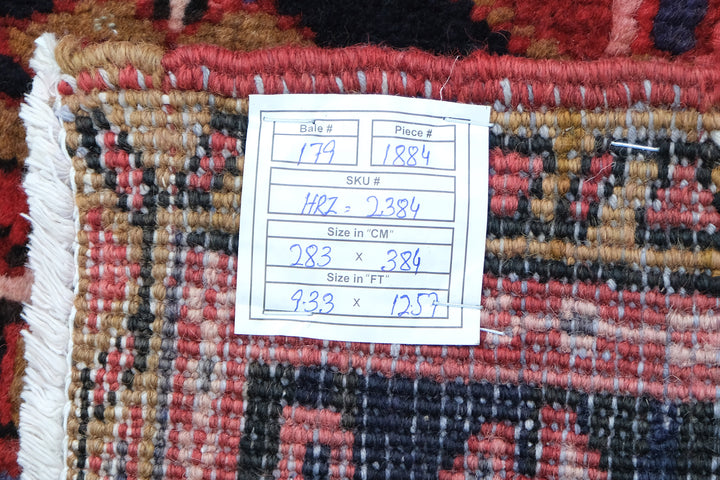 Bale # Piece #
179 1884
SKU #
HRZ = 2384
Size in "CM"
283 x 384
Size in "FT"
9.33 x 12.57